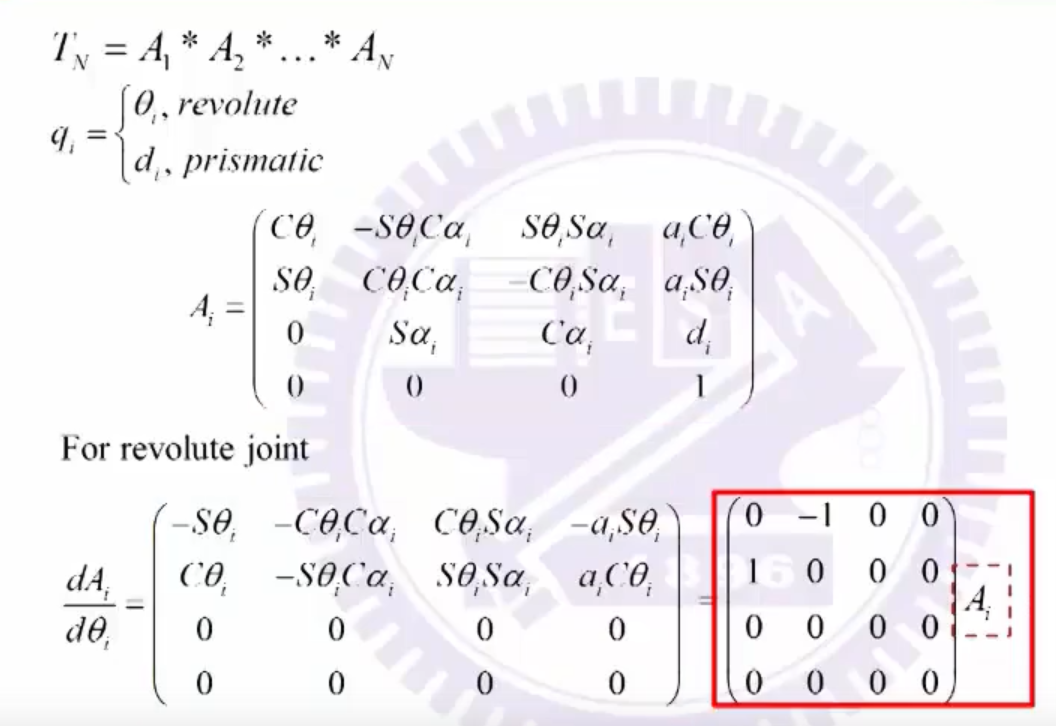 T_N = A_1 * A_2 * … * A_N
q_i = { θ_i, revolute
d_i, prismatic
A_i = ( Cθ_i −Sθ_iCα_i Sθ_iSα_i a_iCθ_i
Sθ_i Cθ_iCα_i −Cθ_iSα_i a_iSθ_i
0 Sα_i Cα_i d_i
0 0 0 1 )
For revolute joint
dA_i/dθ_i = ( −Sθ_i −Cθ_iCα_i Cθ_iSα_i −a_iSθ_i
Cθ_i −Sθ_iCα_i Sθ_iSα_i a_iCθ_i
0 0 0 0
0 0 0 0 )
= ( 0 −1 0 0
1 0 0 0
0 0 0 0
0 0 0 0 ) A_i
E S A
1896